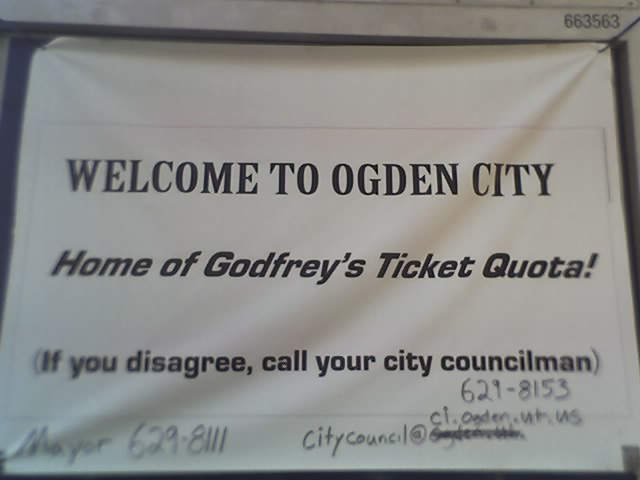 663563
WELCOME TO OGDEN CITY
Home of Godfrey's Ticket Quota!
(If you disagree, call your city councilman)
629-8153
ci.ogden.ut.us
Mayor 629-8111 citycouncil@